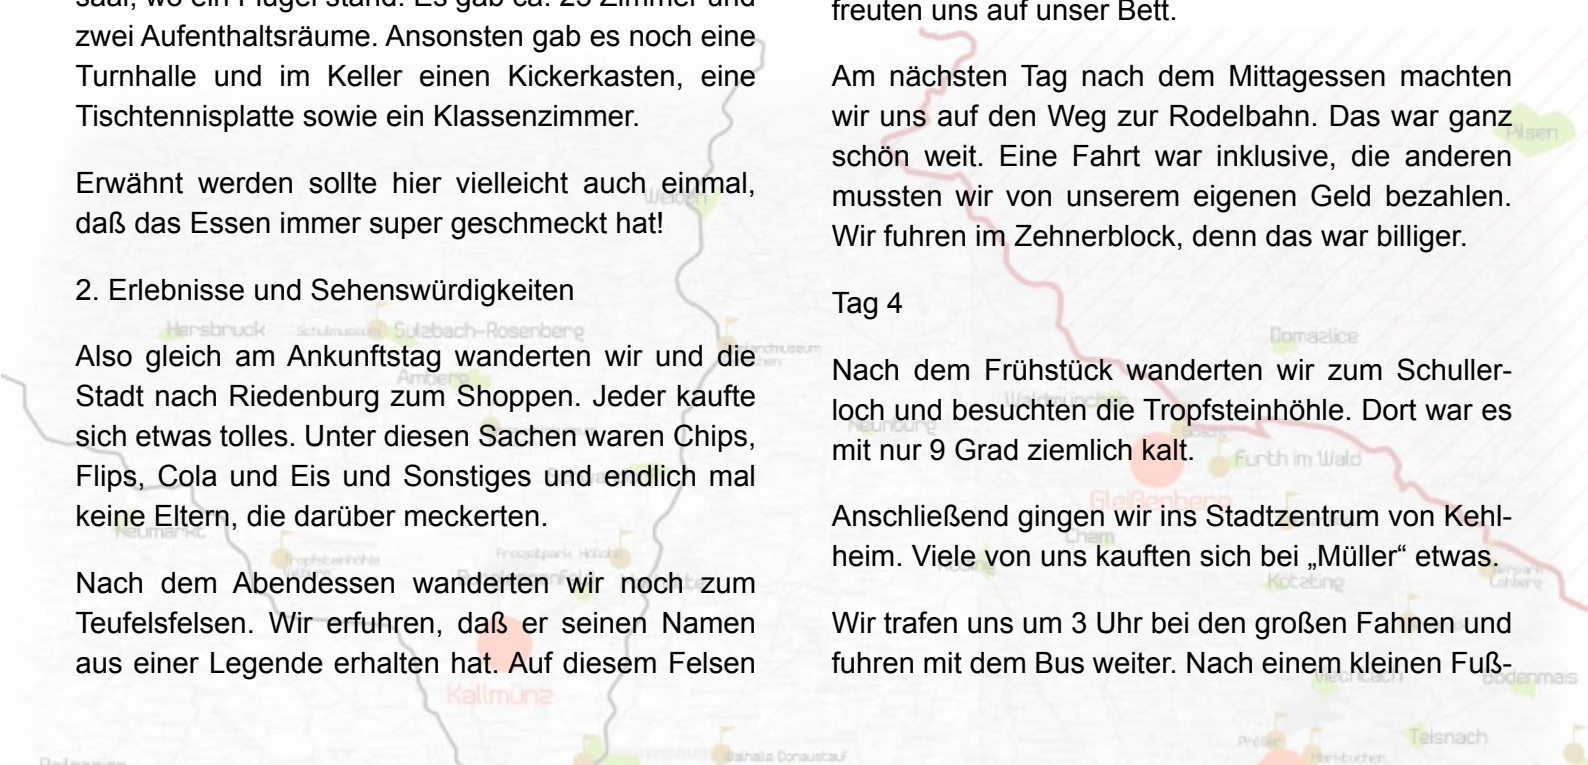 saal, wo ein Flügel stand. Es gab ca. 25 Zimmer und
zwei Aufenthaltsräume. Ansonsten gab es noch eine
Turnhalle und im Keller einen Kickerkasten, eine
Tischtennisplatte sowie ein Klassenzimmer.
Erwähnt werden sollte hier vielleicht auch einmal,
daß das Essen immer super geschmeckt hat!
2. Erlebnisse und Sehenswürdigkeiten
Also gleich am Ankunftstag wanderten wir und die
Stadt nach Riedenburg zum Shoppen. Jeder kaufte
sich etwas tolles. Unter diesen Sachen waren Chips,
Flips, Cola und Eis und Sonstiges und endlich mal
keine Eltern, die darüber meckerten.
Nach dem Abendessen wanderten wir noch zum
Teufelsfelsen. Wir erfuhren, daß er seinen Namen
aus einer Legende erhalten hat. Auf diesem Felsen
freuten uns auf unser Bett.
Am nächsten Tag nach dem Mittagessen machten
wir uns auf den Weg zur Rodelbahn. Das war ganz
schön weit. Eine Fahrt war inklusive, die anderen
mussten wir von unserem eigenen Geld bezahlen.
Wir fuhren im Zehnerblock, denn das war billiger.
Tag 4
Nach dem Frühstück wanderten wir zum Schuller-
loch und besuchten die Tropfsteinhöhle. Dort war es
mit nur 9 Grad ziemlich kalt.
Anschließend gingen wir ins Stadtzentrum von Kehl-
heim. Viele von uns kauften sich bei „Müller“ etwas.
Wir trafen uns um 3 Uhr bei den großen Fahnen und
fuhren mit dem Bus weiter. Nach einem kleinen Fuß-
Pilsen
Weiden
Hersbruck
Schulmuseum
Sulzbach-Rosenberg
Amberg
Domazlice
Waldmünchen
Neunburg
Furth im Wald
Gleißenberg
Cham
Neumarkt
Tropfsteinhöhle
Kötzting
Lohberg
Kallmünz
Bodenmais
Teisnach
Walhalla Donaustauf